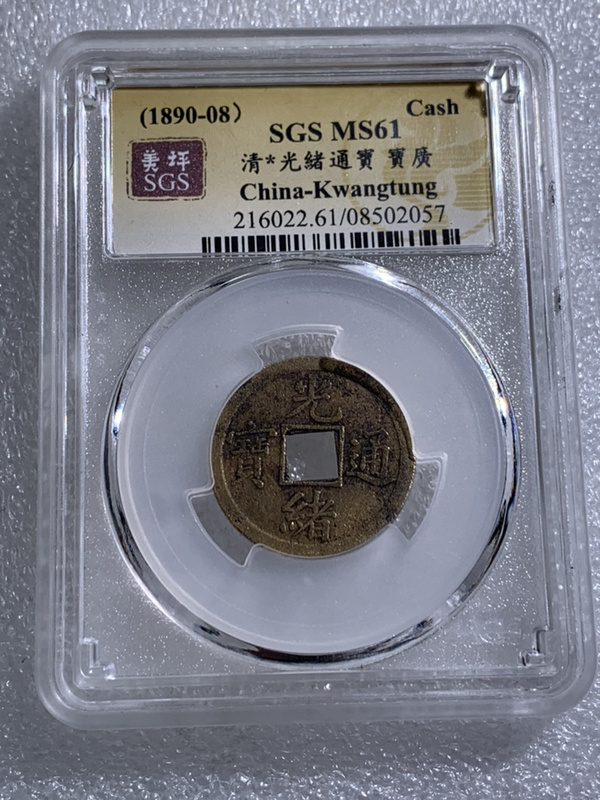 (1890-08) Cash
SGS MS61
美評
SGS
清*光緒通寶 寶廣
China-Kwangtung
216022.61/08502057
光
寶 通
緒